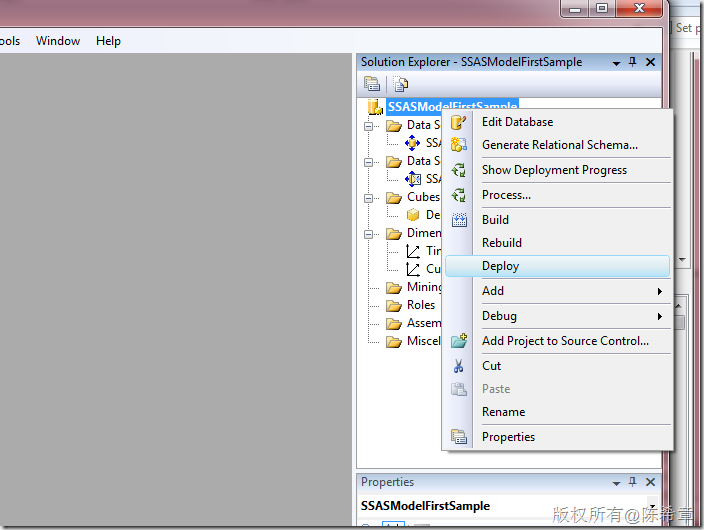 ools Window Help
Set p
Solution Explorer - SSASModelFirstSample
SSASModelFirstSample
Data S
SSA
Data S
SSA
Cubes
De
Dimen
Tin
Cu
Mining
Roles
Assem
Miscel
Edit Database
Generate Relational Schema...
Show Deployment Progress
Process...
Build
Rebuild
Deploy
Add
Debug
Add Project to Source Control...
Cut
Paste
Rename
Properties
Properties
SSASModelFirstSample
版权所有@陈希章